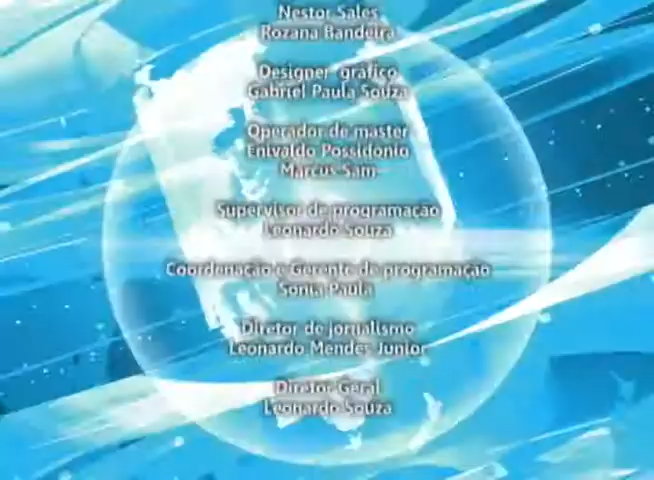 Nestor Sales
Rozana Bandeira
Designer gráfico
Gabriel Paula Souza
Operador de master
Enivaldo Possidonio
Marcus Sam
Supervisor de programação
Leonardo Souza
Coordenação e Gerente de programação
Sonia Paula
Diretor de jornalismo
Leonardo Mendes Junior
Diretor Geral
Leonardo Souza